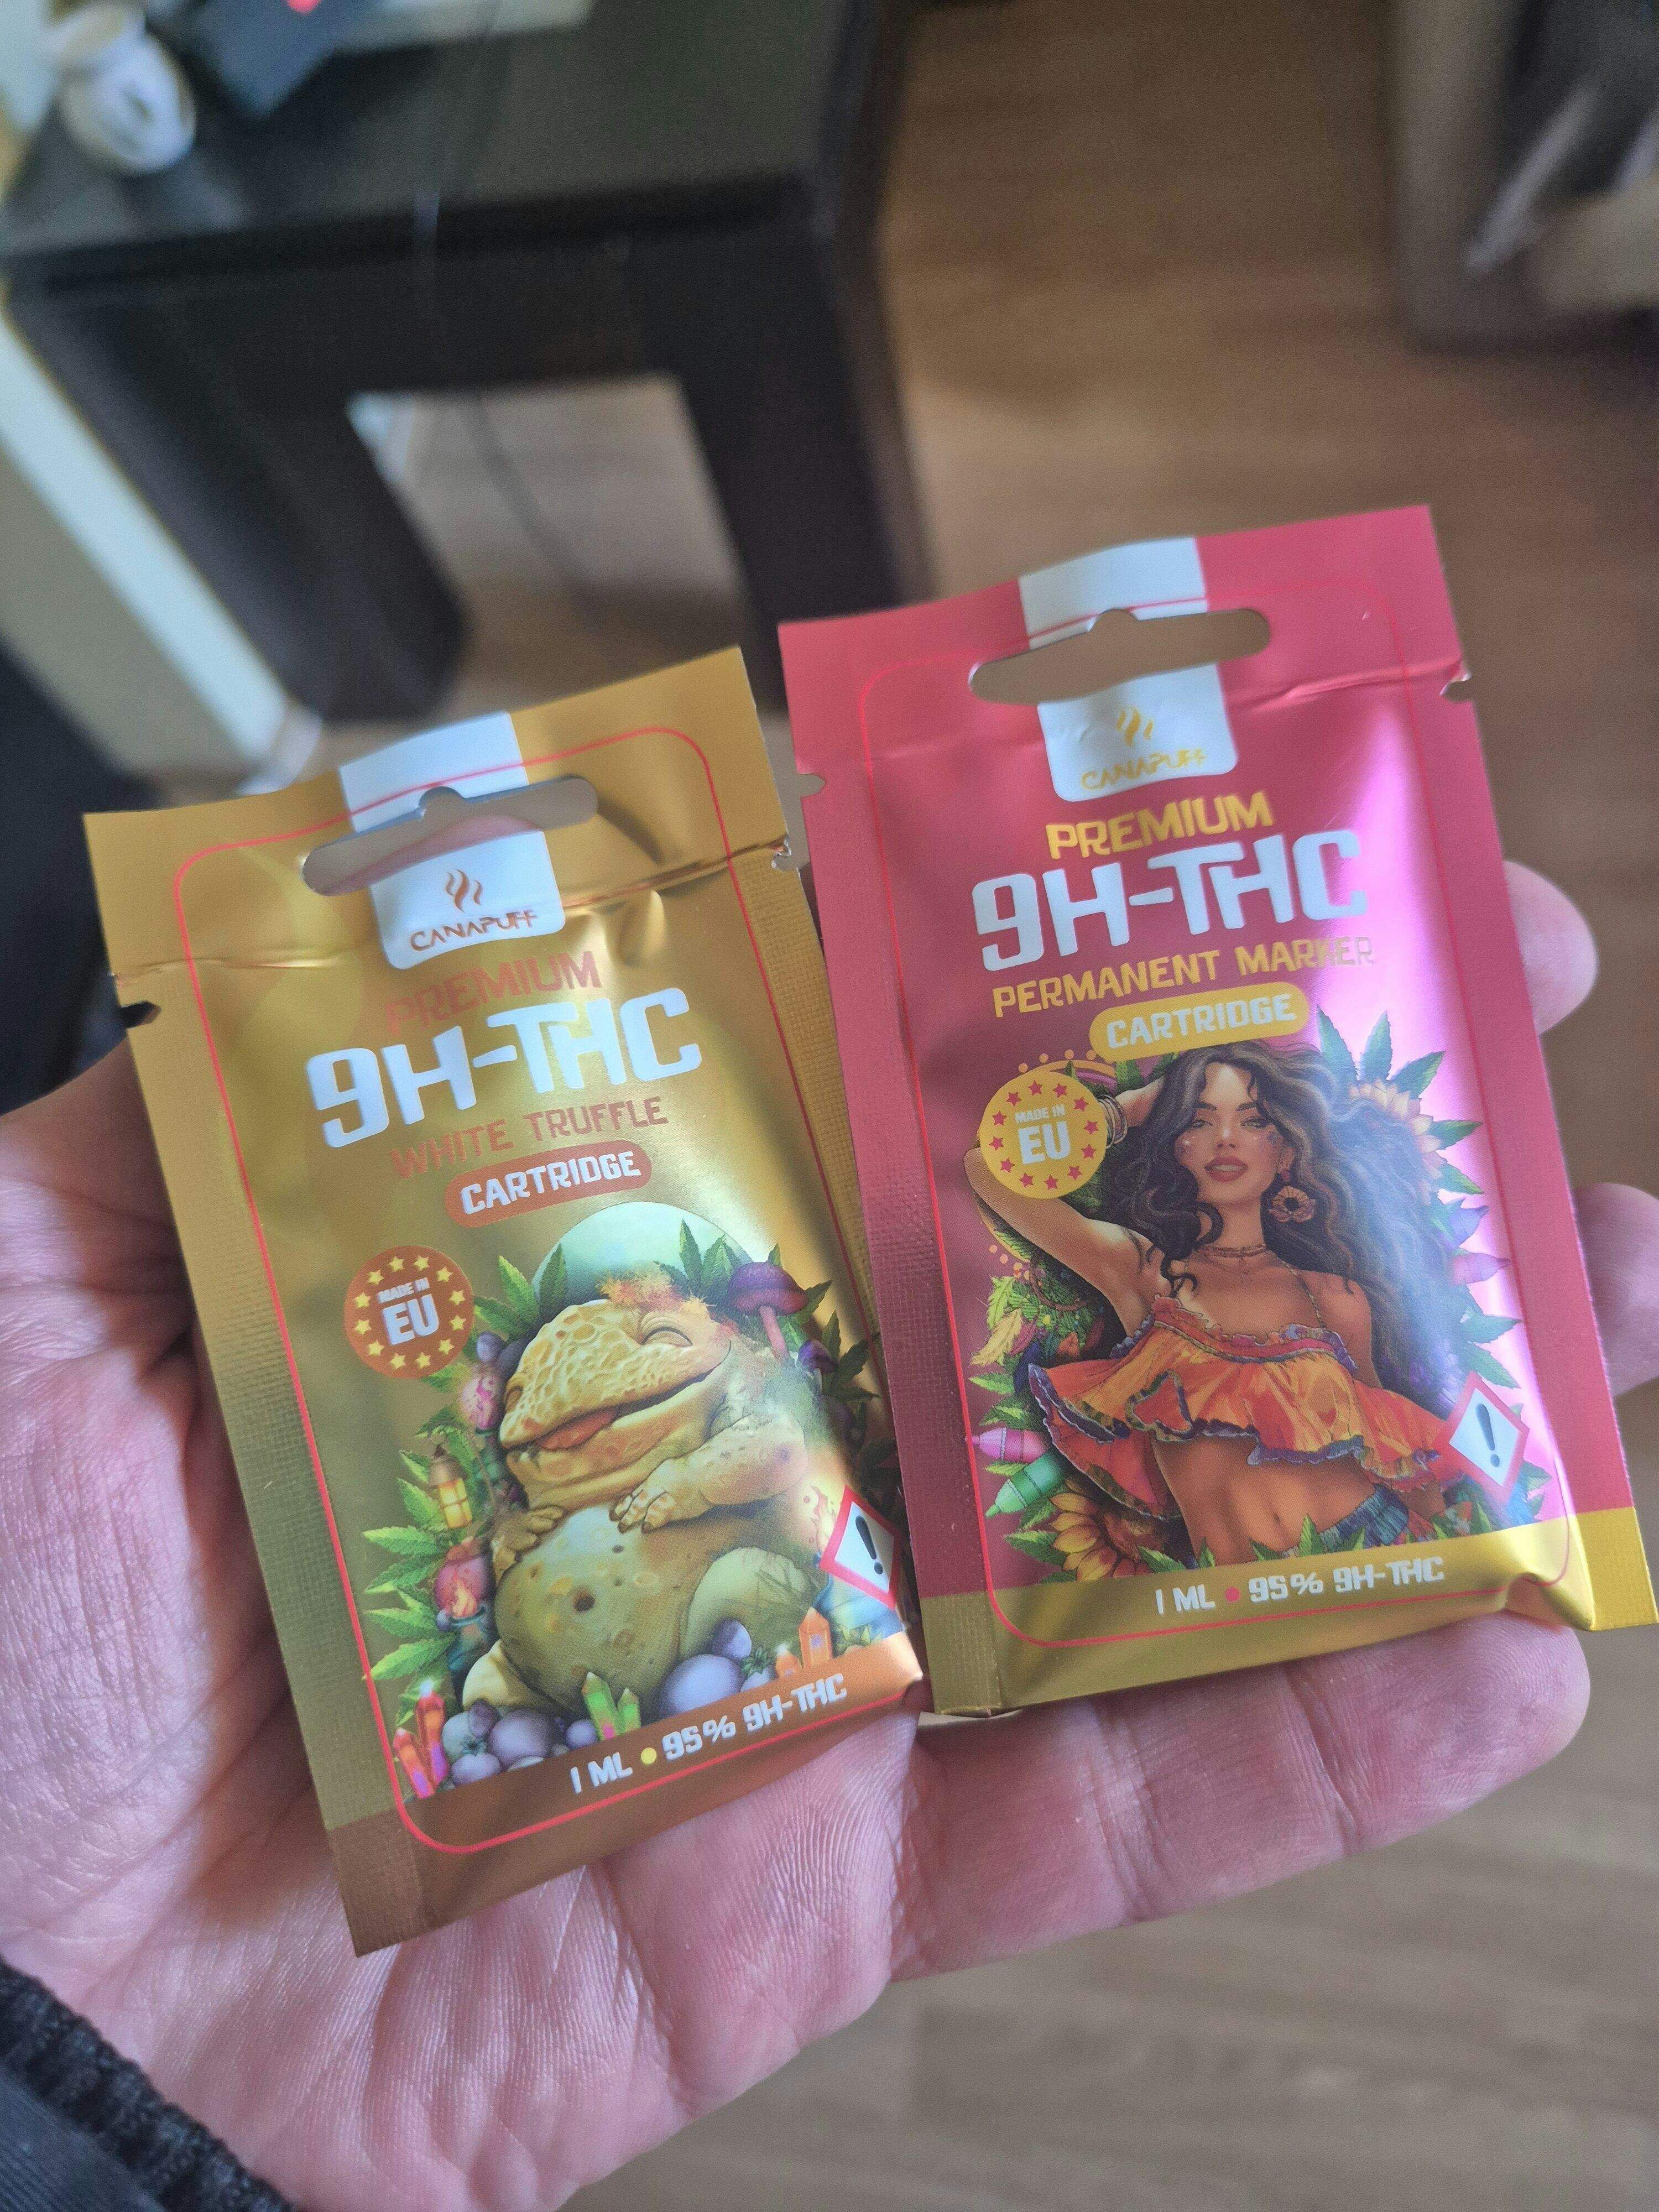 CANAPUFF
PREMIUM
9H-THC
WHITE TRUFFLE
CARTRIDGE
MADE IN
EU
1 ML • 95% 9H-THC
CANAPUFF
PREMIUM
9H-THC
PERMANENT MARKER
CARTRIDGE
MADE IN
EU
1 ML • 95% 9H-THC